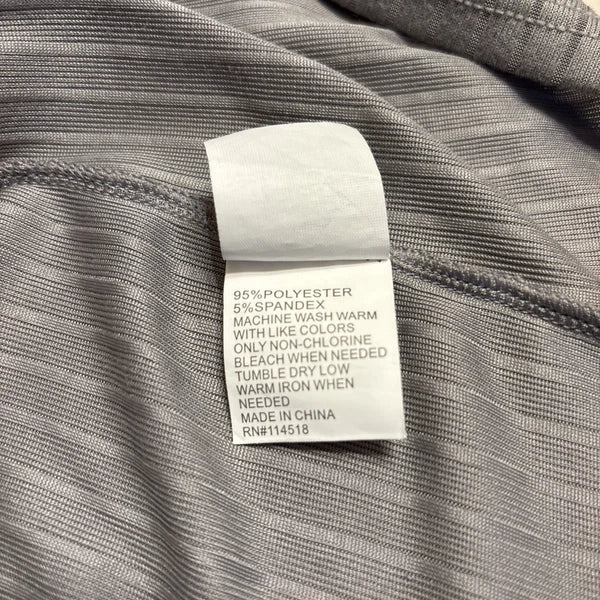 95%POLYESTER
5%SPANDEX
MACHINE WASH WARM
WITH LIKE COLORS
ONLY NON-CHLORINE
BLEACH WHEN NEEDED
TUMBLE DRY LOW
WARM IRON WHEN
NEEDED
MADE IN CHINA
RN#114518